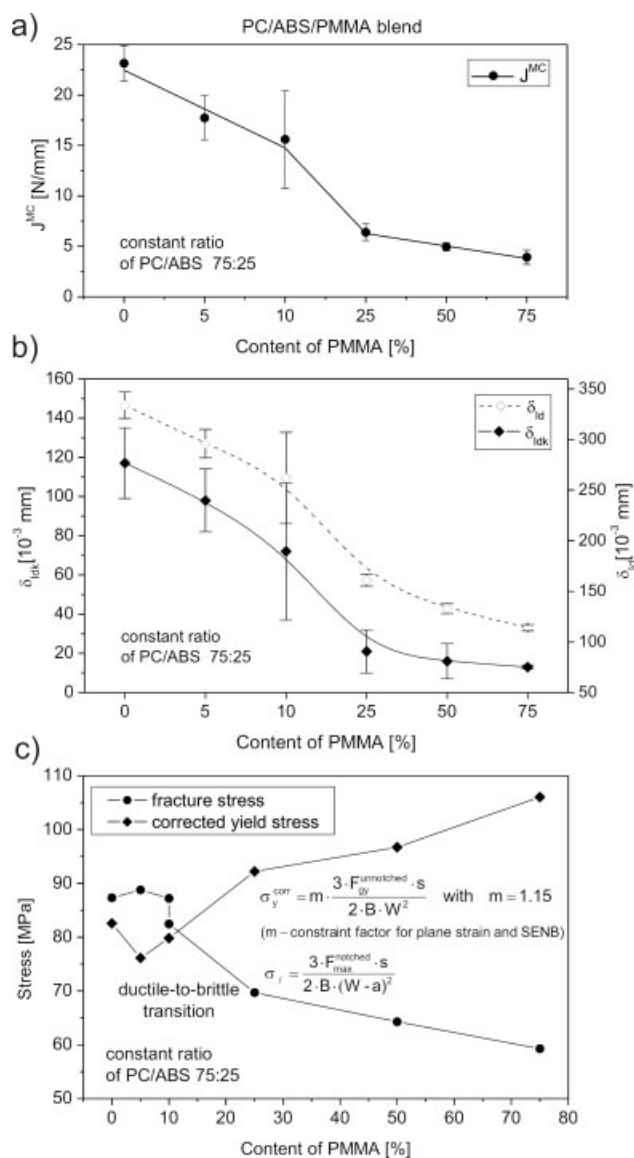 a)
PC/ABS/PMMA blend
25
20
15
10
5
0
J^MC [N/mm]
J^MC
constant ratio
of PC/ABS 75:25
0 5 10 25 50 75
Content of PMMA [%]
b)
160
140
120
100
80
60
40
20
0
δ_Idk [10^-3 mm]
δ_Id
δ_Idk
350
300
250
200
150
100
50
δ_Id [10^-3 mm]
constant ratio
of PC/ABS 75:25
0 5 10 25 50 75
Content of PMMA [%]
c)
110
100
90
80
70
60
50
Stress [MPa]
fracture stress
corrected yield stress
σ_y^corr = m · 3·F_gy^unnotched·s / 2·B·W^2 with m = 1.15
(m – constraint factor for plane strain and SENB)
σ_f = 3·F_max^notched·s / 2·B·(W - a)^2
ductile-to-brittle
transition
constant ratio
of PC/ABS 75:25
0 10 20 30 40 50 60 70 80
Content of PMMA [%]